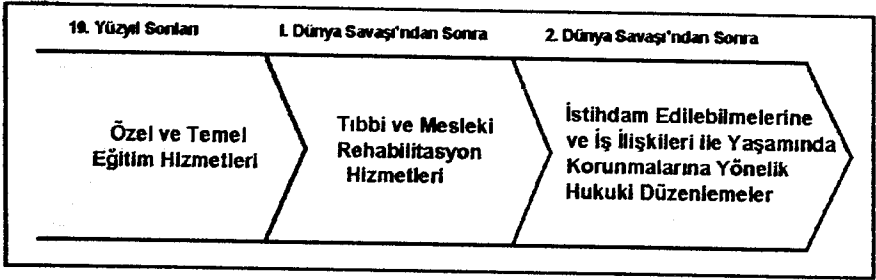 19. Yüzyıl Sonları
I. Dünya Savaşı'ndan Sonra
2. Dünya Savaşı'ndan Sonra
Özel ve Temel
Eğitim Hizmetleri
Tıbbi ve Mesleki
Rehabilitasyon
Hizmetleri
İstihdam Edilebilmelerine
ve İş İlişkileri ile Yaşamında
Korunmalarına Yönelik
Hukuki Düzenlemeler